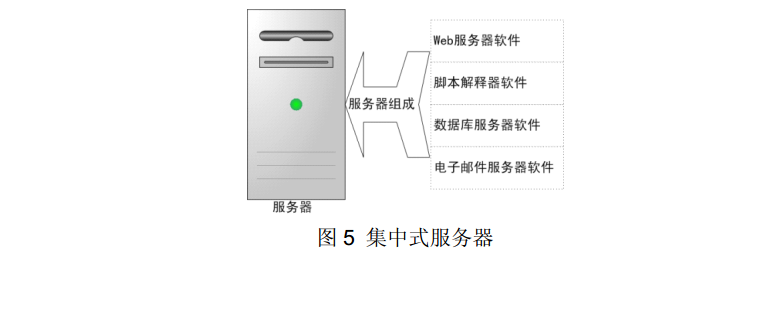 Web服务器软件
脚本解释器软件
服务器组成
数据库服务器软件
电子邮件服务器软件
服务器
图 5 集中式服务器